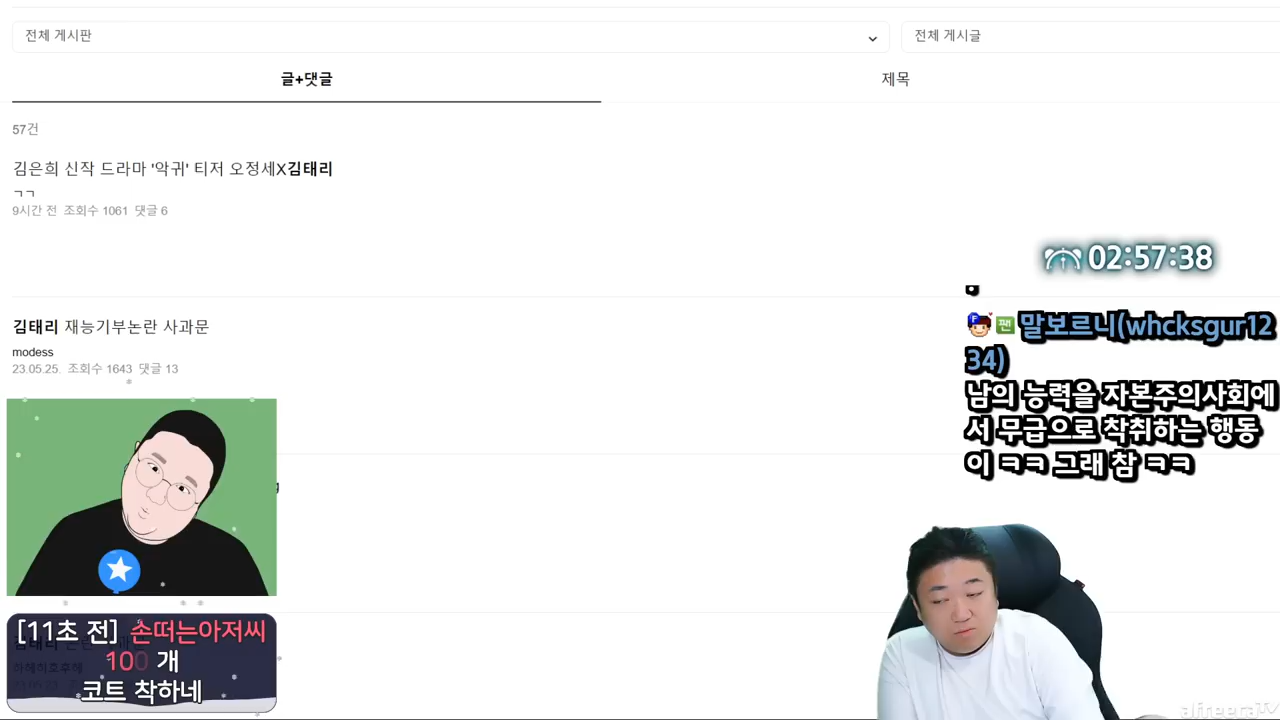 전체 게시판
전체 게시글
글+댓글
제목
57건
김은희 신작 드라마 '악귀' 티저 오정세X김태리
ㄱㄱ
9시간 전 조회수 1061 댓글 6
02:57:38
김태리 재능기부논란 사과문
modess
23.05.25. 조회수 1643 댓글 13
말보르니(whcksgur12
34)
남의 능력을 자본주의사회에
서 무급으로 착취하는 행동
이 ㅋㅋ 그래 참 ㅋㅋ
[11초 전] 손떠는아저씨
100 개
코트 착하네
afreecaTV